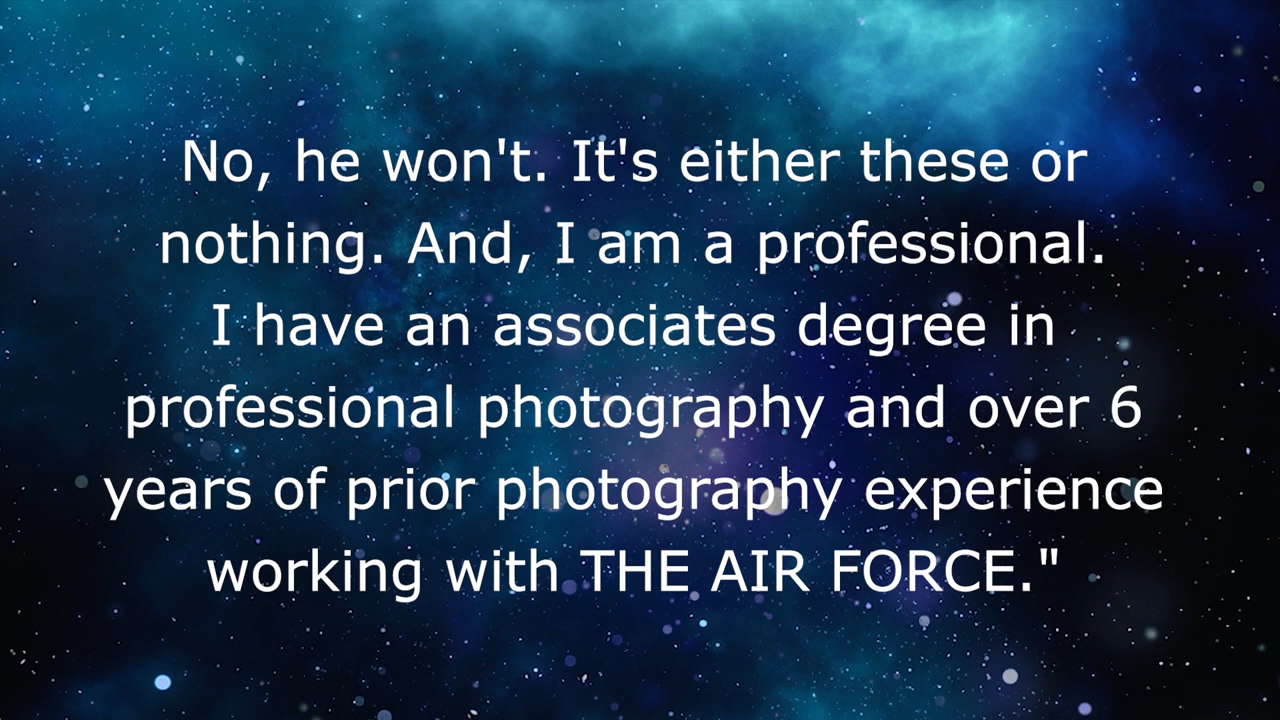 No, he won't. It's either these or
nothing. And, I am a professional.
I have an associates degree in
professional photography and over 6
years of prior photography experience
working with THE AIR FORCE."